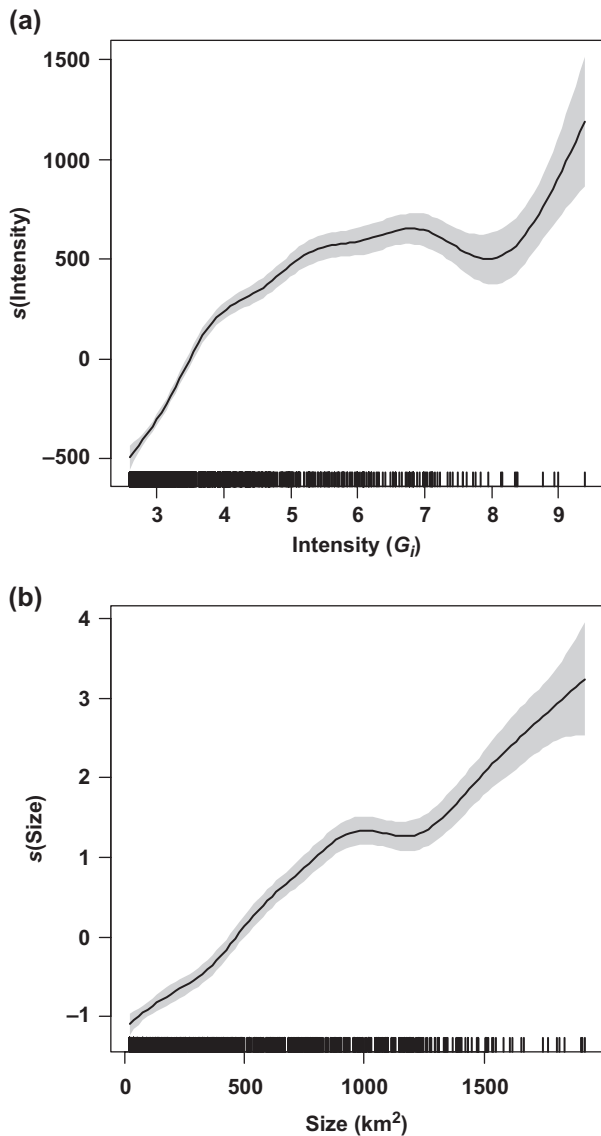 (a)
1500
1000
500
0
–500
s(Intensity)
3 4 5 6 7 8 9
Intensity (Gi)
(b)
4
3
2
1
0
–1
s(Size)
0 500 1000 1500
Size (km²)